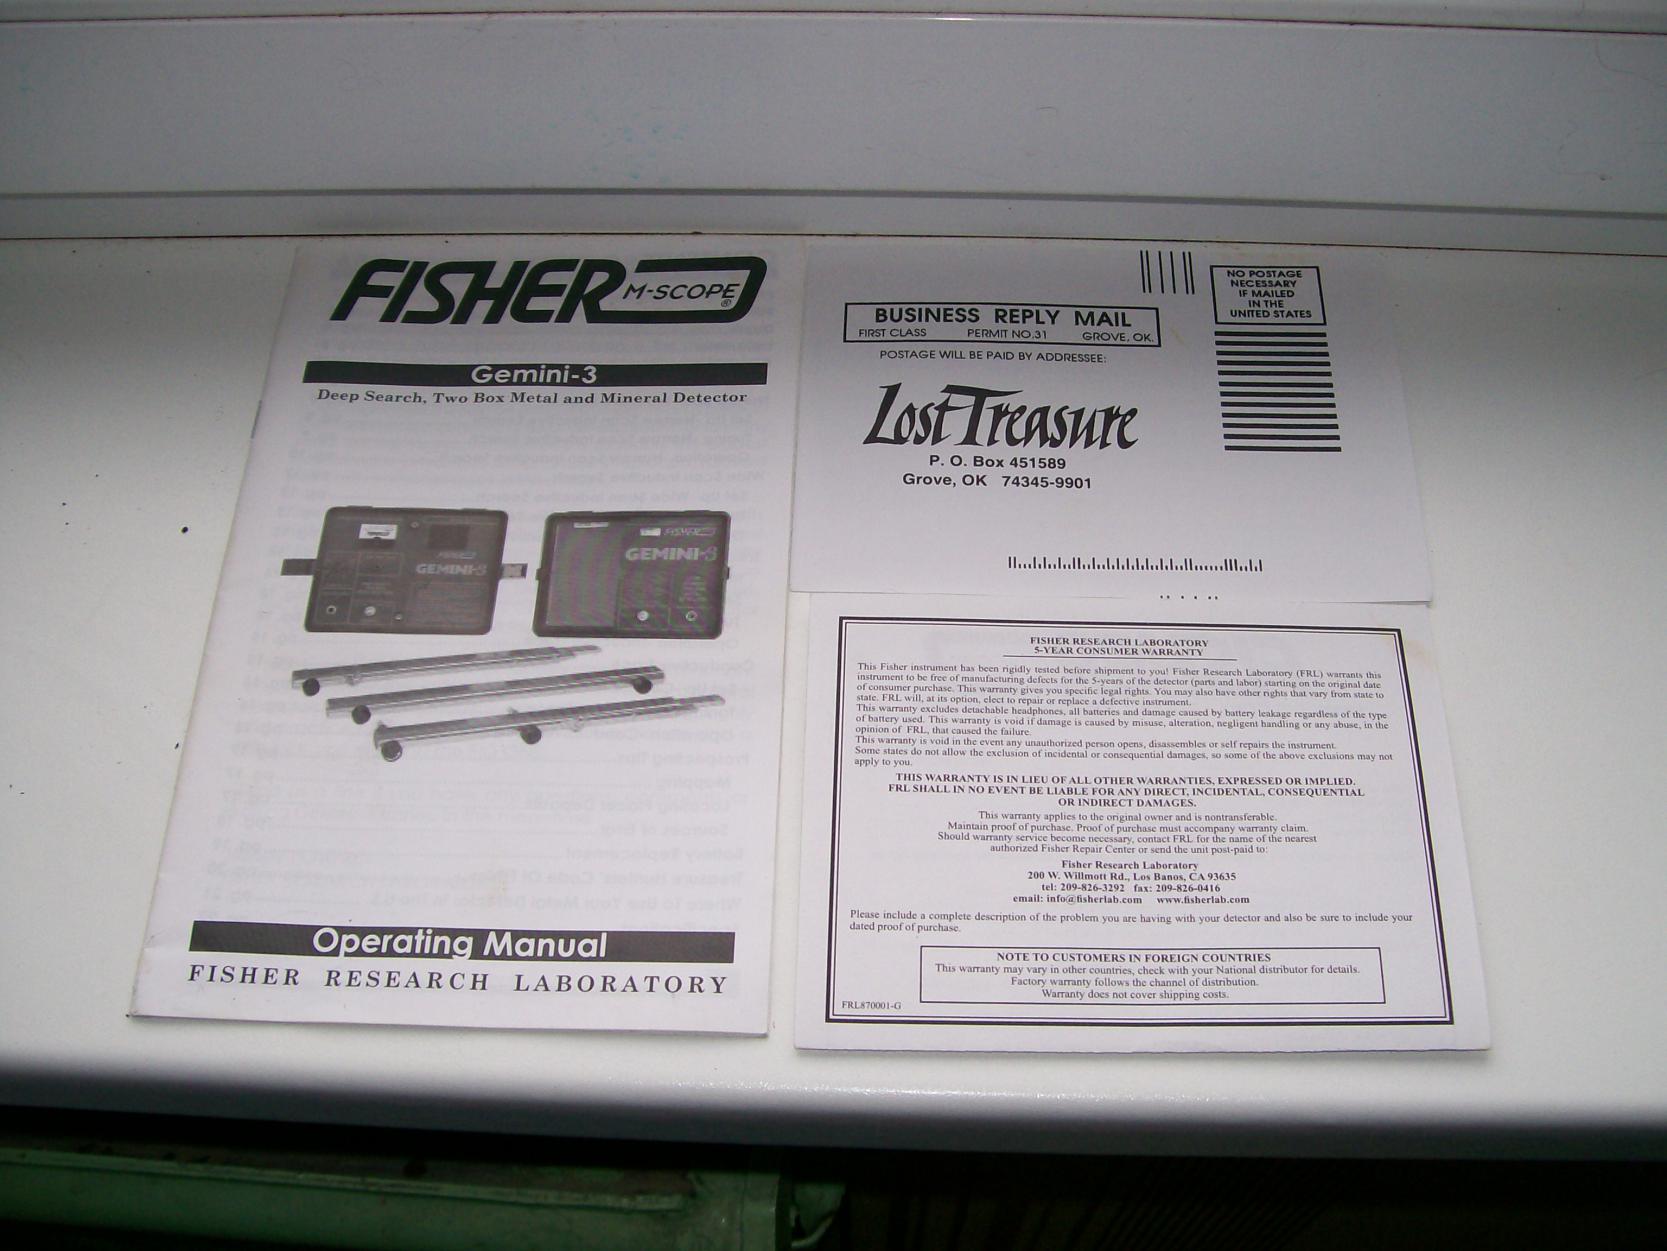 FISHER M-SCOPE®
Gemini-3
Deep Search, Two Box Metal and Mineral Detector
FISHER
GEMINI-3
FISHER
GEMINI-3
Operating Manual
FISHER RESEARCH LABORATORY
NO POSTAGE
NECESSARY
IF MAILED
IN THE
UNITED STATES
BUSINESS REPLY MAIL
FIRST CLASS PERMIT NO.31 GROVE, OK.
POSTAGE WILL BE PAID BY ADDRESSEE:
Lost Treasure
P. O. Box 451589
Grove, OK 74345-9901
FISHER RESEARCH LABORATORY
5-YEAR CONSUMER WARRANTY
This Fisher instrument has been rigidly tested before shipment to you! Fisher Research Laboratory (FRL) warrants this
instrument to be free of manufacturing defects for the 5-years of the detector (parts and labor) starting on the original date
of consumer purchase. This warranty gives you specific legal rights. You may also have other rights that vary from state to
state. FRL will, at its option, elect to repair or replace a defective instrument.
This warranty excludes detachable headphones, all batteries and damage caused by battery leakage regardless of the type
of battery used. This warranty is void if damage is caused by misuse, alteration, negligent handling or any abuse, in the
opinion of FRL, that caused the failure.
This warranty is void in the event any unauthorized person opens, disassembles or self repairs the instrument.
Some states do not allow the exclusion of incidental or consequential damages, so some of the above exclusions may not
apply to you.
THIS WARRANTY IS IN LIEU OF ALL OTHER WARRANTIES, EXPRESSED OR IMPLIED.
FRL SHALL IN NO EVENT BE LIABLE FOR ANY DIRECT, INCIDENTAL, CONSEQUENTIAL
OR INDIRECT DAMAGES.
This warranty applies to the original owner and is nontransferable.
Maintain proof of purchase. Proof of purchase must accompany warranty claim.
Should warranty service become necessary, contact FRL for the name of the nearest
authorized Fisher Repair Center or send the unit post-paid to:
Fisher Research Laboratory
200 W. Willmott Rd., Los Banos, CA 93635
tel: 209-826-3292 fax: 209-826-0416
email: info@fisherlab.com www.fisherlab.com
Please include a complete description of the problem you are having with your detector and also be sure to include your
dated proof of purchase.
NOTE TO CUSTOMERS IN FOREIGN COUNTRIES
This warranty may vary in other countries, check with your National distributor for details.
Factory warranty follows the channel of distribution.
Warranty does not cover shipping costs.
FRL870001-G